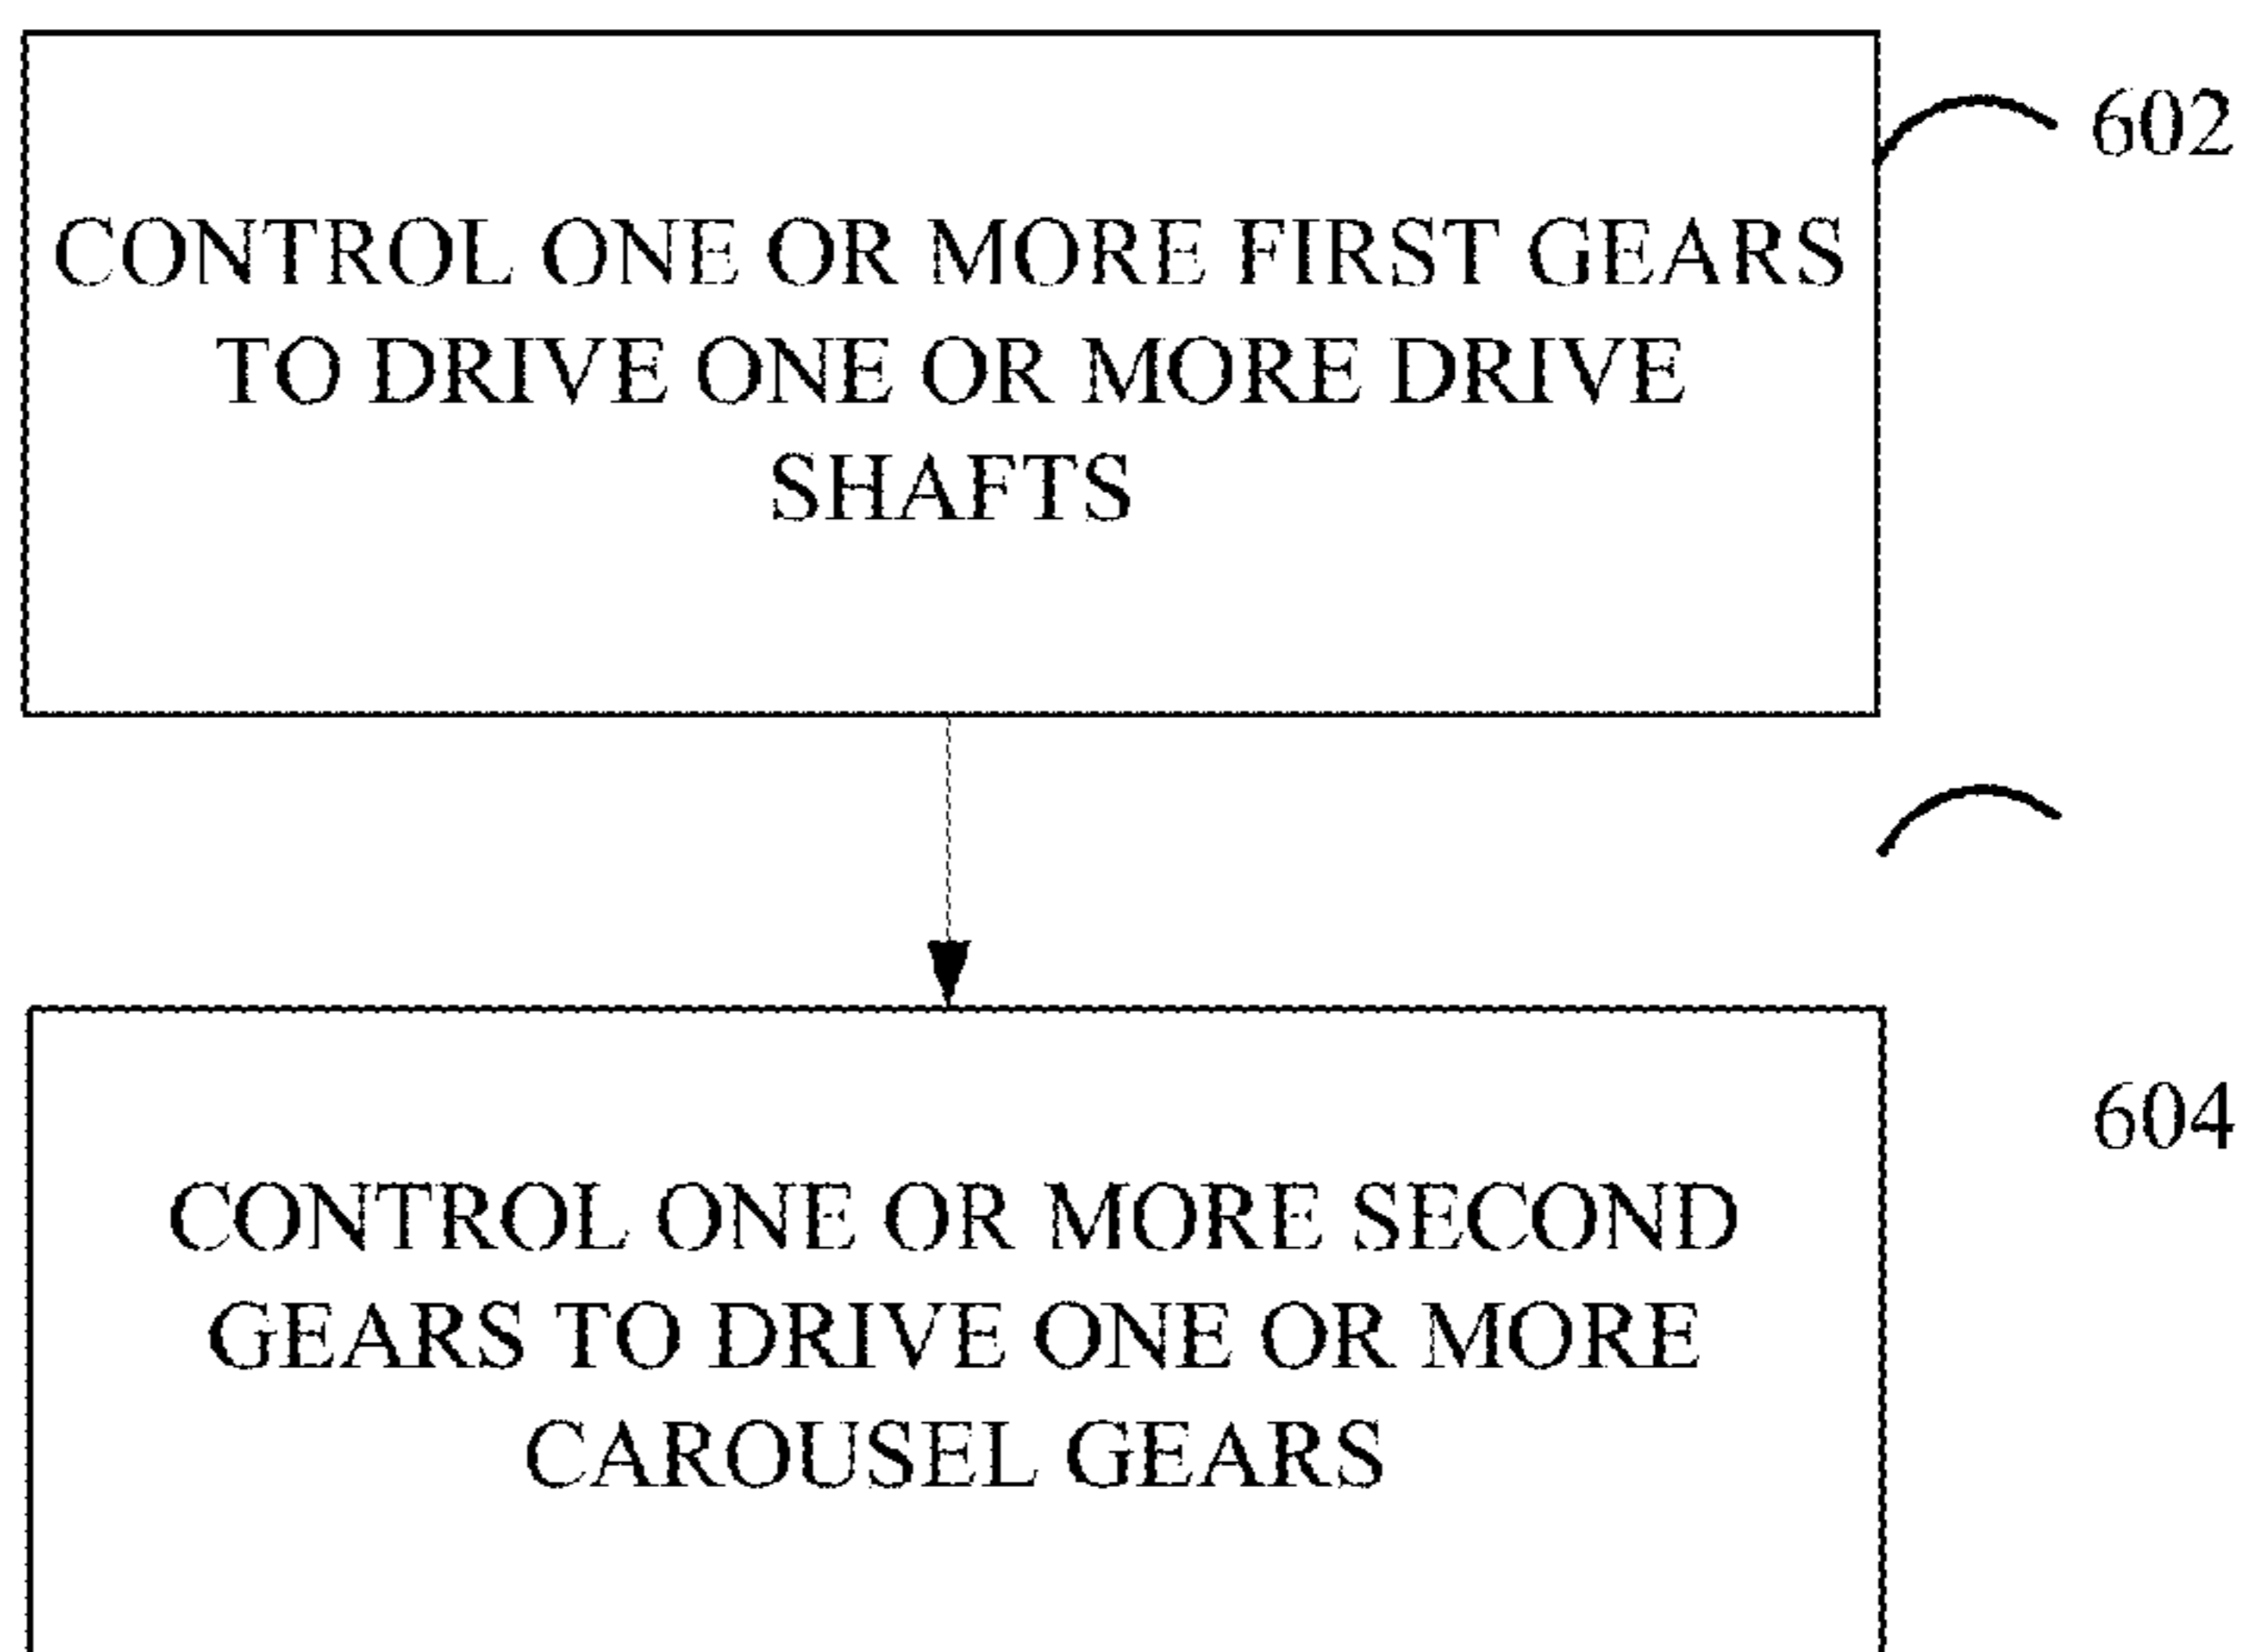 602
CONTROL ONE OR MORE FIRST GEARS
TO DRIVE ONE OR MORE DRIVE
SHAFTS
604
CONTROL ONE OR MORE SECOND
GEARS TO DRIVE ONE OR MORE
CAROUSEL GEARS